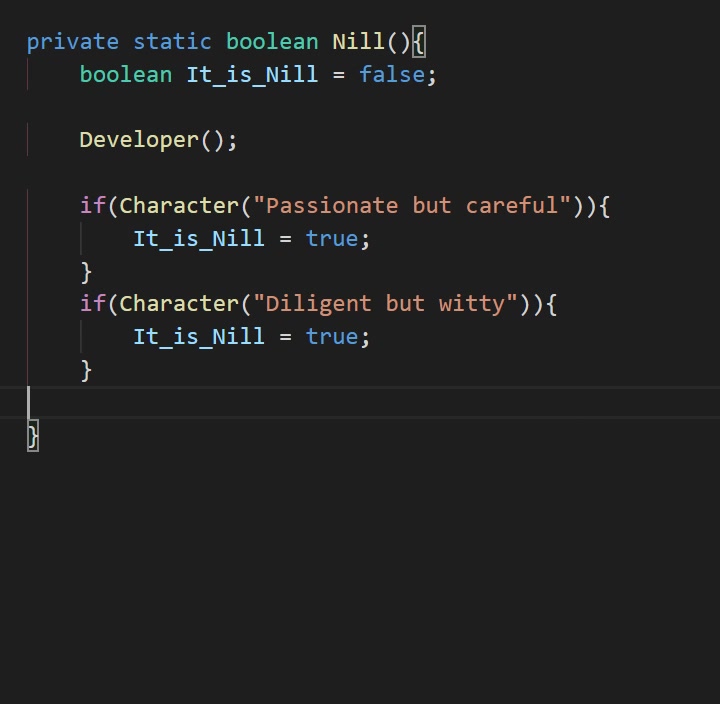 private static boolean Nill(){
    boolean It_is_Nill = false;
    Developer();
    if(Character("Passionate but careful")){
        It_is_Nill = true;
    }
    if(Character("Diligent but witty")){
        It_is_Nill = true;
    }
}